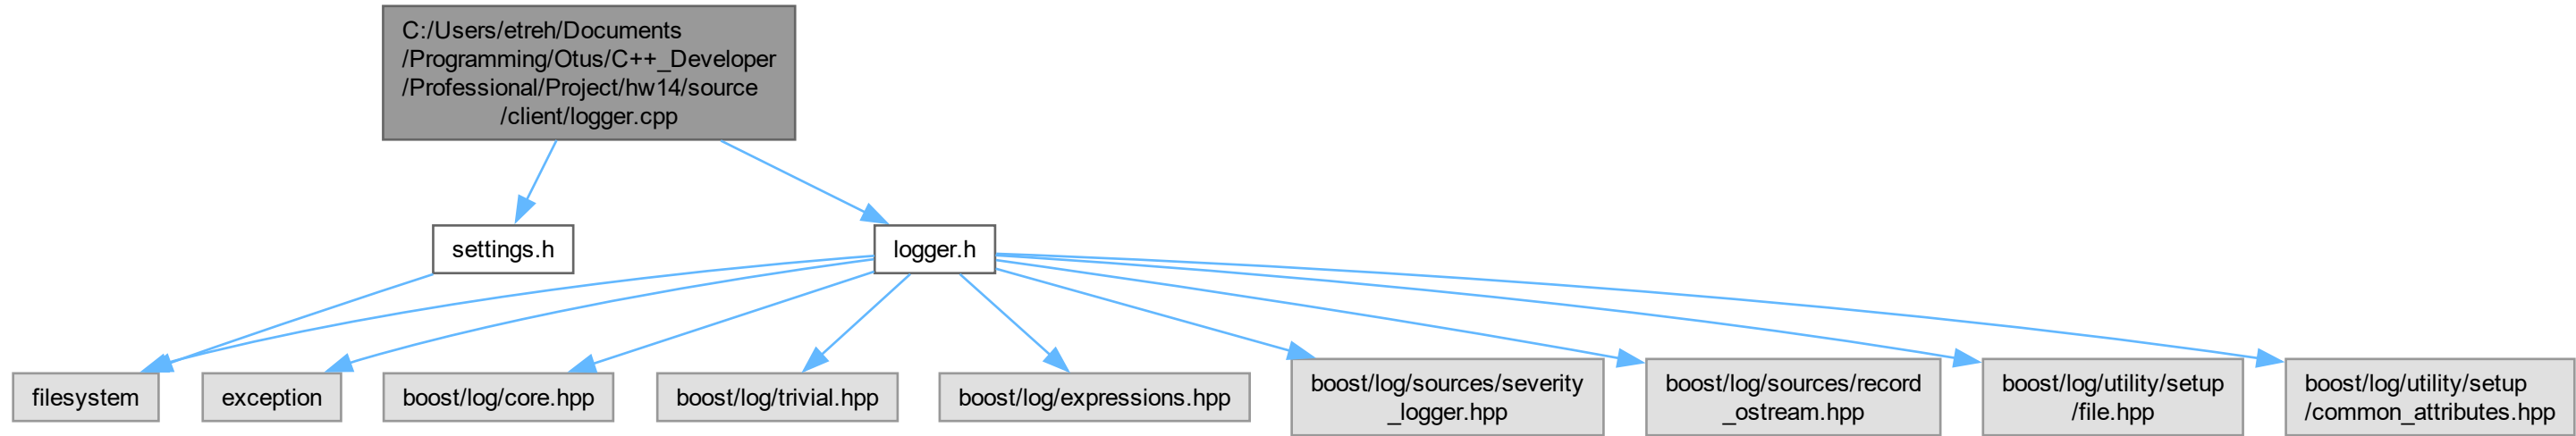 C:/Users/etreh/Documents
/Programming/Otus/C++_Developer
/Professional/Project/hw14/source
/client/logger.cpp
settings.h
logger.h
filesystem
exception
boost/log/core.hpp
boost/log/trivial.hpp
boost/log/expressions.hpp
boost/log/sources/severity
_logger.hpp
boost/log/sources/record
_ostream.hpp
boost/log/utility/setup
/file.hpp
boost/log/utility/setup
/common_attributes.hpp